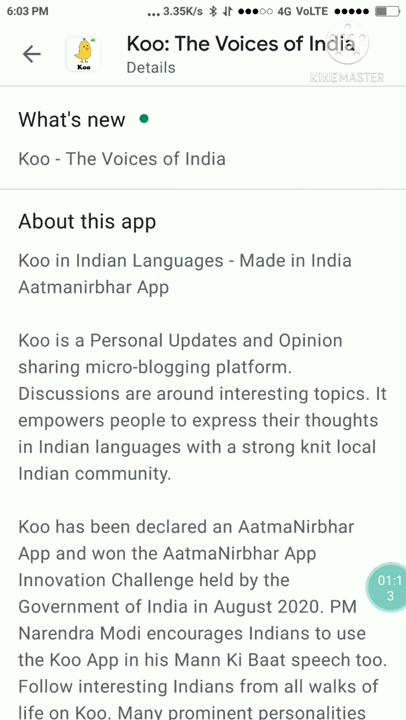 6:03 PM ... 3.35K/s 4G VoLTE
Koo: The Voices of India
Koo
Details
KINEMASTER
What's new
Koo - The Voices of India
About this app
Koo in Indian Languages - Made in India
Aatmanirbhar App
Koo is a Personal Updates and Opinion
sharing micro-blogging platform.
Discussions are around interesting topics. It
empowers people to express their thoughts
in Indian languages with a strong knit local
Indian community.
Koo has been declared an AatmaNirbhar
App and won the AatmaNirbhar App
Innovation Challenge held by the
01:1
3
Government of India in August 2020. PM
Narendra Modi encourages Indians to use
the Koo App in his Mann Ki Baat speech too.
Follow interesting Indians from all walks of
life on Koo. Many prominent personalities